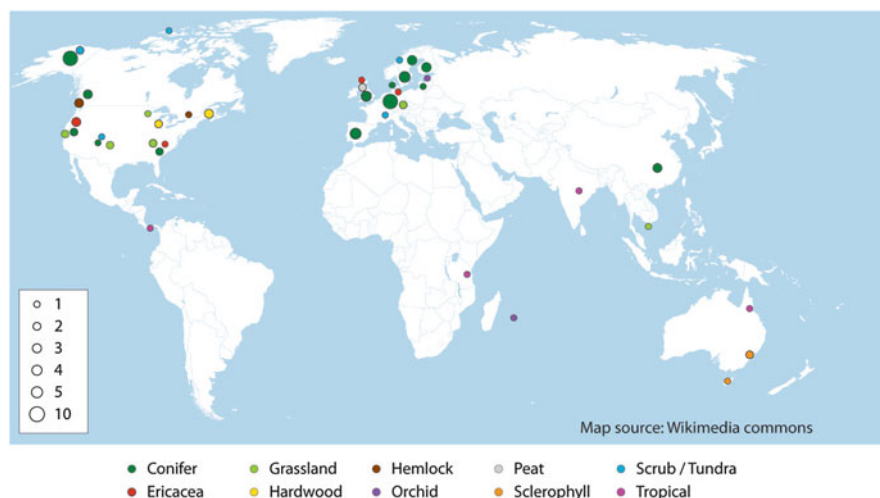 1
2
3
4
5
10
Map source: Wikimedia commons
Conifer Grassland Hemlock Peat Scrub / Tundra
Ericacea Hardwood Orchid Sclerophyll Tropical